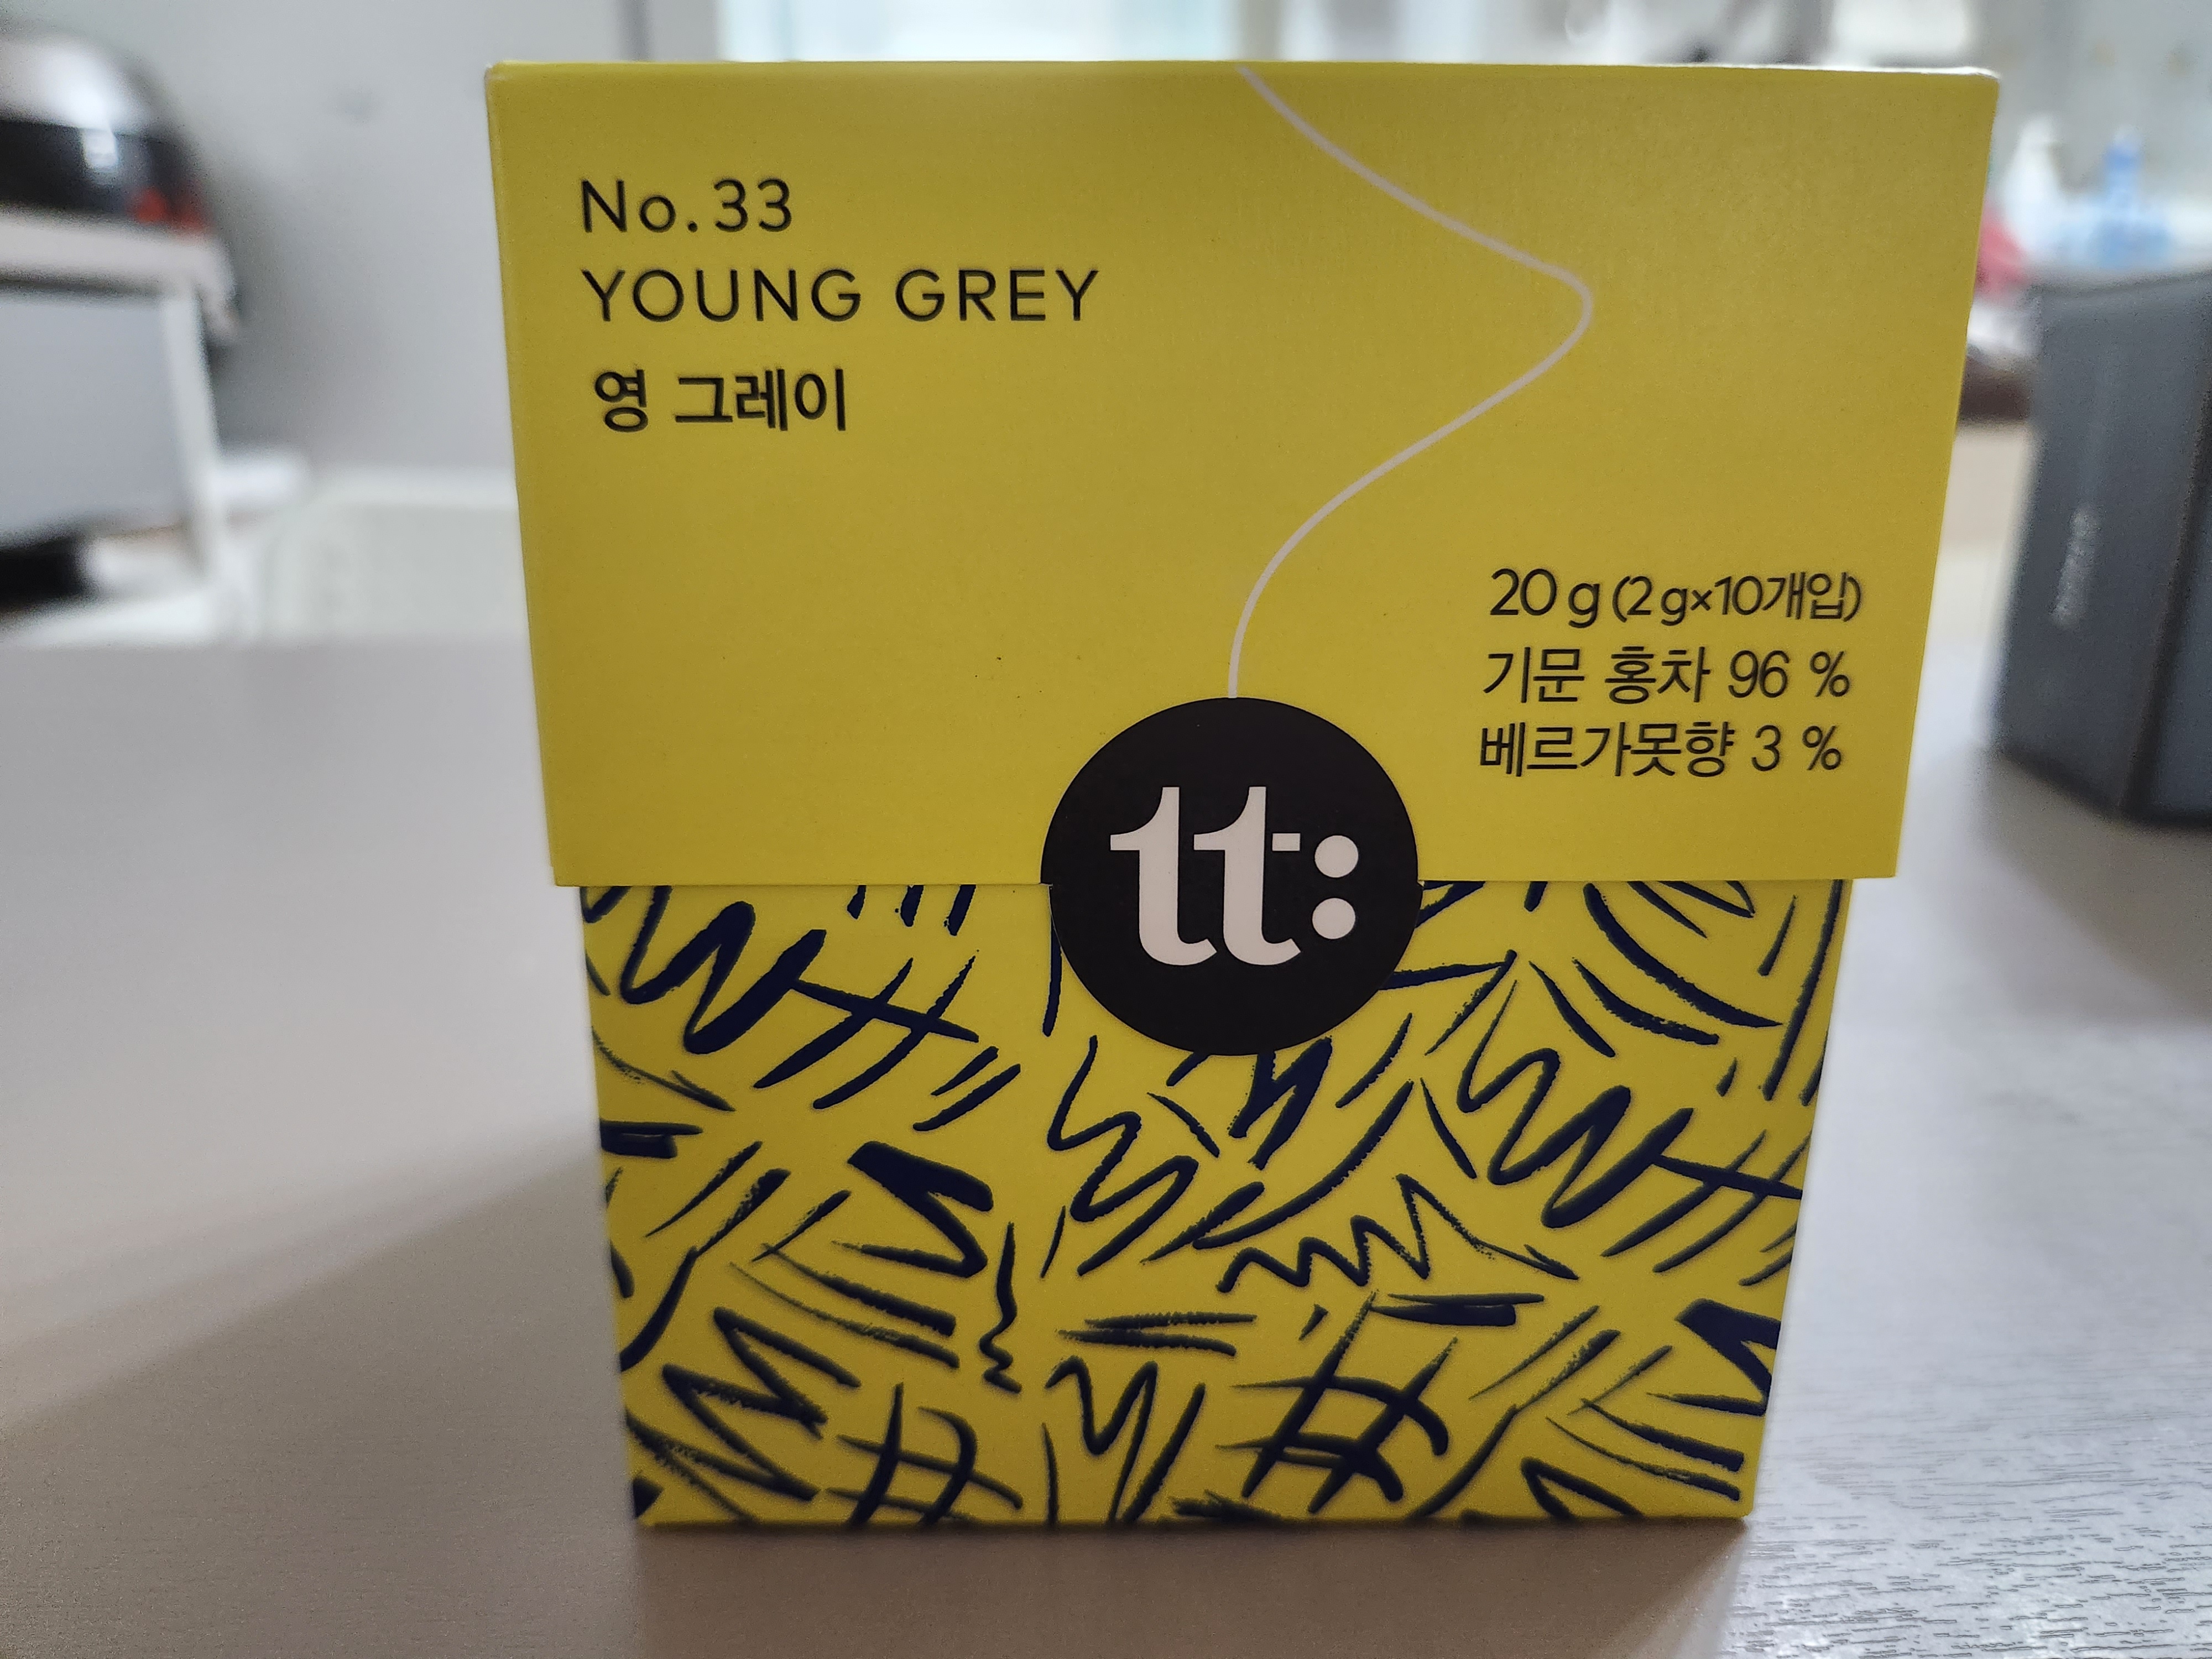 No.33
YOUNG GREY
영 그레이
20 g (2 g×10개입)
기문 홍차 96 %
베르가못향 3 %
tt: